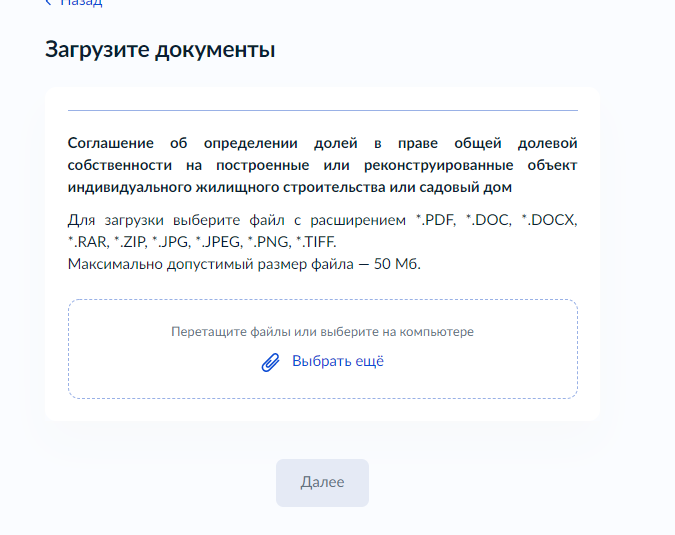 Назад
Загрузите документы
Соглашение об определении долей в праве общей долевой
собственности на построенные или реконструированные объект
индивидуального жилищного строительства или садовый дом
Для загрузки выберите файл с расширением *.PDF, *.DOC, *.DOCX,
*.RAR, *.ZIP, *.JPG, *.JPEG, *.PNG, *.TIFF.
Максимально допустимый размер файла — 50 Мб.
Перетащите файлы или выберите на компьютере
Выбрать ещё
Далее